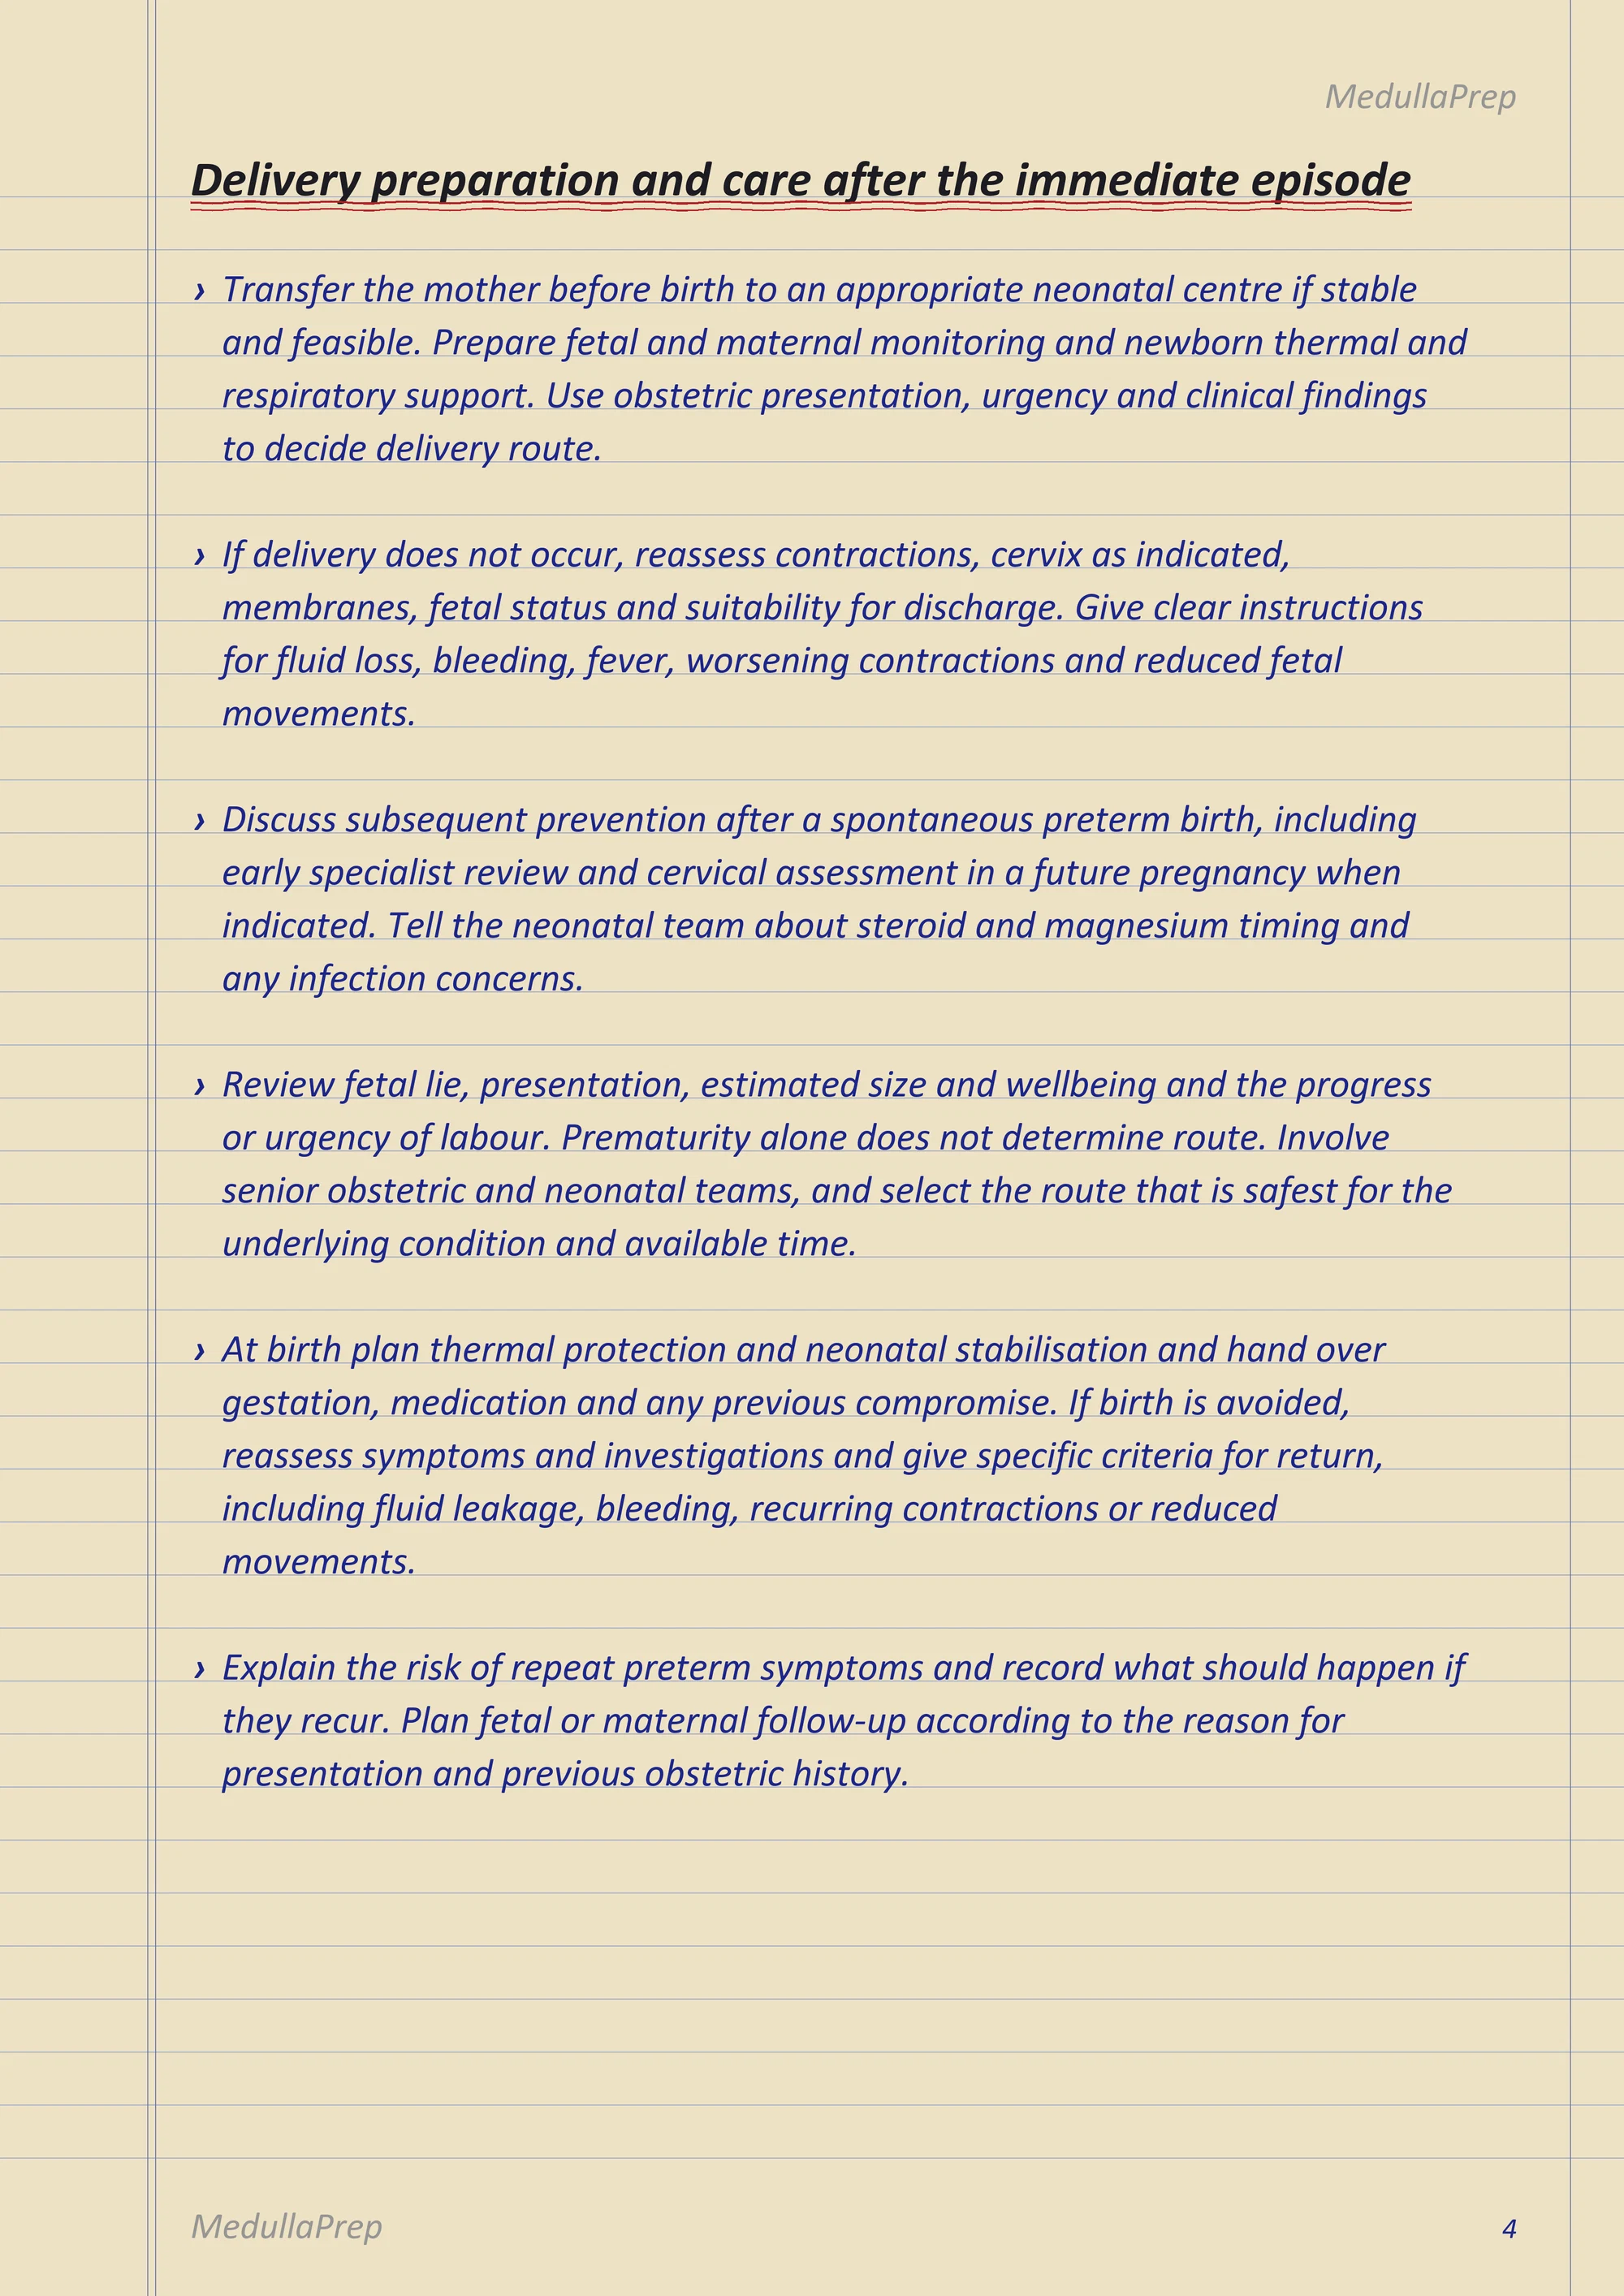 MedullaPrep
Delivery preparation and care after the immediate episode
› Transfer the mother before birth to an appropriate neonatal centre if stable
and feasible. Prepare fetal and maternal monitoring and newborn thermal and
respiratory support. Use obstetric presentation, urgency and clinical findings
to decide delivery route.
› If delivery does not occur, reassess contractions, cervix as indicated,
membranes, fetal status and suitability for discharge. Give clear instructions
for fluid loss, bleeding, fever, worsening contractions and reduced fetal
movements.
› Discuss subsequent prevention after a spontaneous preterm birth, including
early specialist review and cervical assessment in a future pregnancy when
indicated. Tell the neonatal team about steroid and magnesium timing and
any infection concerns.
› Review fetal lie, presentation, estimated size and wellbeing and the progress
or urgency of labour. Prematurity alone does not determine route. Involve
senior obstetric and neonatal teams, and select the route that is safest for the
underlying condition and available time.
› At birth plan thermal protection and neonatal stabilisation and hand over
gestation, medication and any previous compromise. If birth is avoided,
reassess symptoms and investigations and give specific criteria for return,
including fluid leakage, bleeding, recurring contractions or reduced
movements.
› Explain the risk of repeat preterm symptoms and record what should happen if
they recur. Plan fetal or maternal follow-up according to the reason for
presentation and previous obstetric history.
MedullaPrep
4